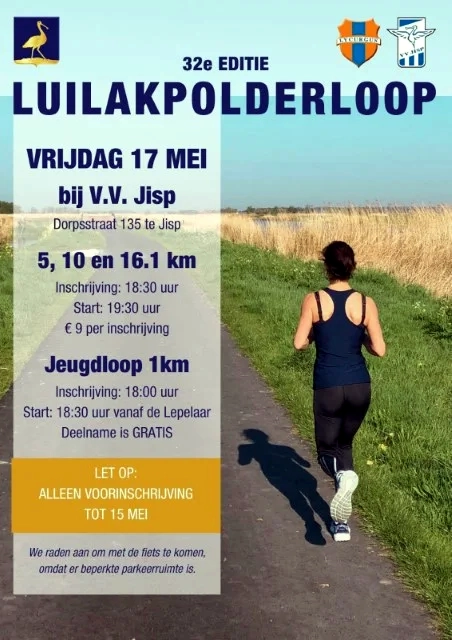 LYCURGUS
V.V. JISP
32e EDITIE
LUILAKPOLDERLOOP
VRIJDAG 17 MEI
bij V.V. Jisp
Dorpsstraat 135 te Jisp
5, 10 en 16.1 km
Inschrijving: 18:30 uur
Start: 19:30 uur
€ 9 per inschrijving
Jeugdloop 1km
Inschrijving: 18:00 uur
Start: 18:30 uur vanaf de Lepelaar
Deelname is GRATIS
LET OP:
ALLEEN VOORINSCHRIJVING
TOT 15 MEI
We raden aan om met de fiets te komen,
omdat er beperkte parkeerruimte is.